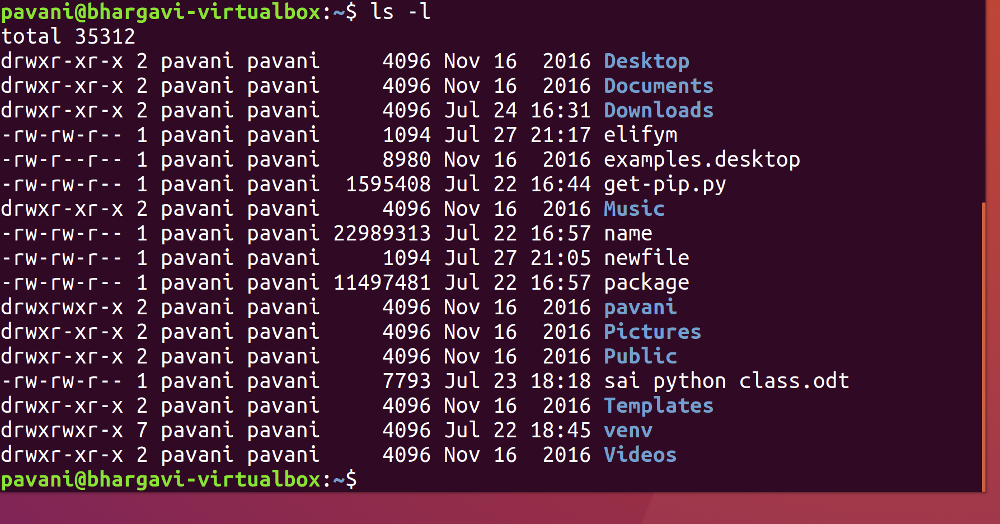 pavani@bhargavi-virtualbox:~$ ls -l
total 35312
drwxr-xr-x 2 pavani pavani     4096 Nov 16  2016 Desktop
drwxr-xr-x 2 pavani pavani     4096 Nov 16  2016 Documents
drwxr-xr-x 2 pavani pavani     4096 Jul 24 16:31 Downloads
-rw-rw-r-- 1 pavani pavani     1094 Jul 27 21:17 elifym
-rw-r--r-- 1 pavani pavani     8980 Nov 16  2016 examples.desktop
-rw-rw-r-- 1 pavani pavani  1595408 Jul 22 16:44 get-pip.py
drwxr-xr-x 2 pavani pavani     4096 Nov 16  2016 Music
-rw-rw-r-- 1 pavani pavani 22989313 Jul 22 16:57 name
-rw-rw-r-- 1 pavani pavani     1094 Jul 27 21:05 newfile
-rw-rw-r-- 1 pavani pavani 11497481 Jul 22 16:57 package
drwxrwxr-x 2 pavani pavani     4096 Nov 16  2016 pavani
drwxr-xr-x 2 pavani pavani     4096 Nov 16  2016 Pictures
drwxr-xr-x 2 pavani pavani     4096 Nov 16  2016 Public
-rw-rw-r-- 1 pavani pavani     7793 Jul 23 18:18 sai python class.odt
drwxr-xr-x 2 pavani pavani     4096 Nov 16  2016 Templates
drwxrwxr-x 7 pavani pavani     4096 Jul 22 18:45 venv
drwxr-xr-x 2 pavani pavani     4096 Nov 16  2016 Videos
pavani@bhargavi-virtualbox:~$